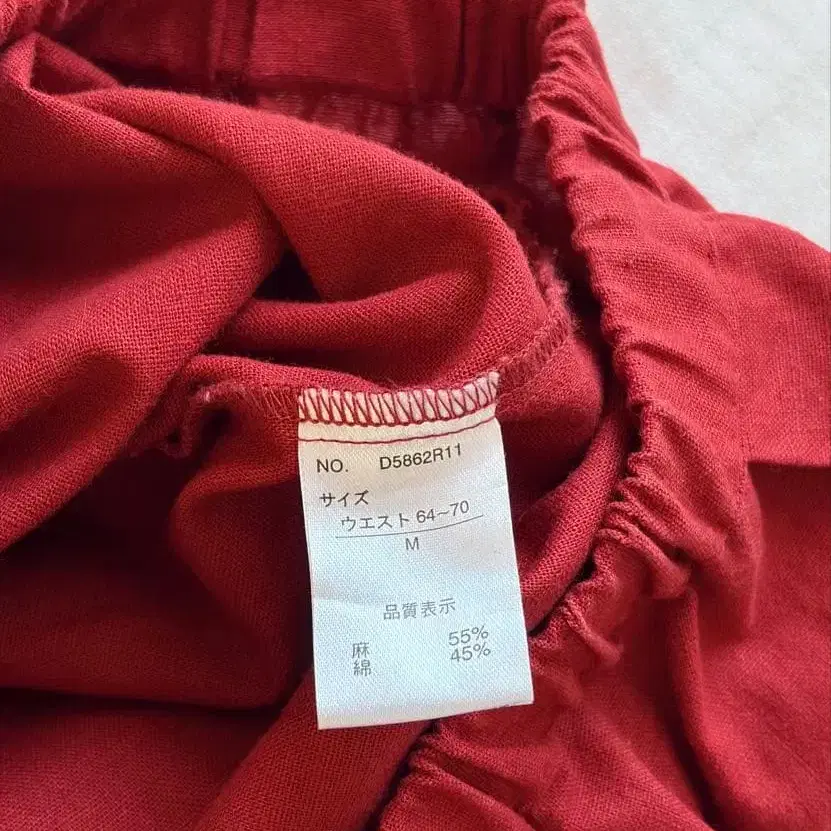 NO. D5862R11
サイズ
ウエスト 64~70
M
品質表示
麻 55%
綿 45%